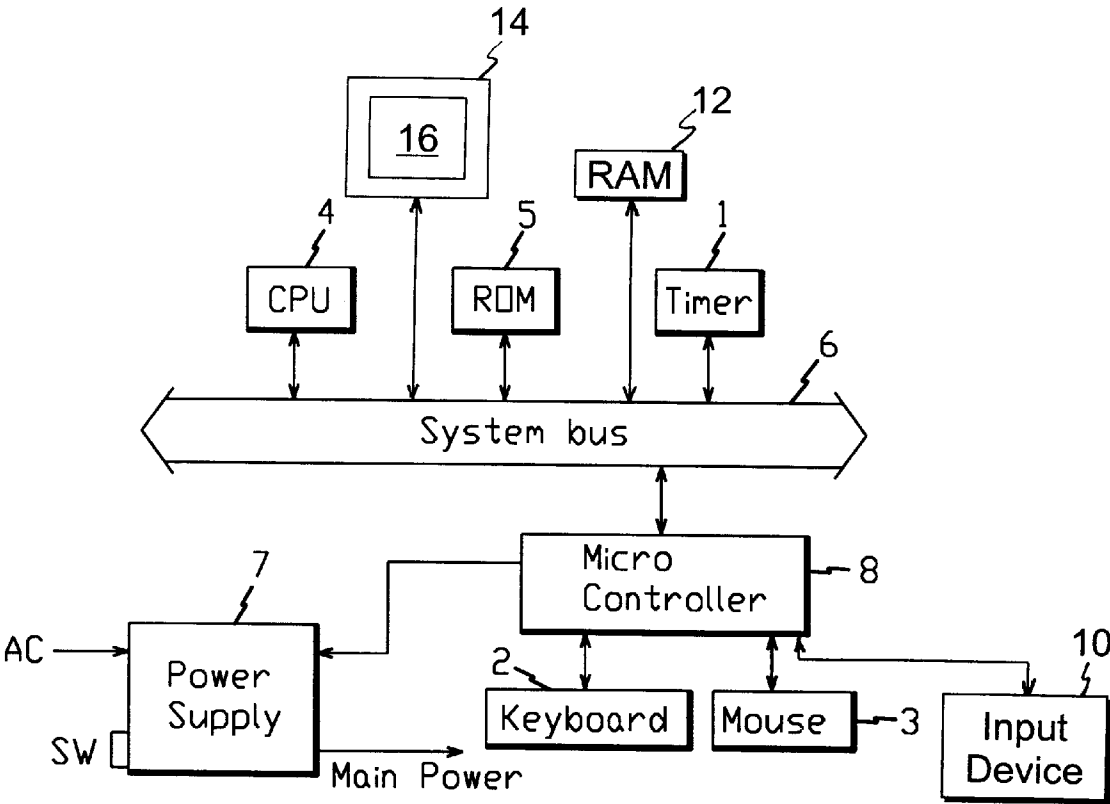 14
16
12
RAM
4
5
1
CPU
ROM
Timer
6
System bus
7
Micro
Controller
8
AC
Power
Supply
2
10
Keyboard
Mouse
3
SW
Main Power
Input
Device